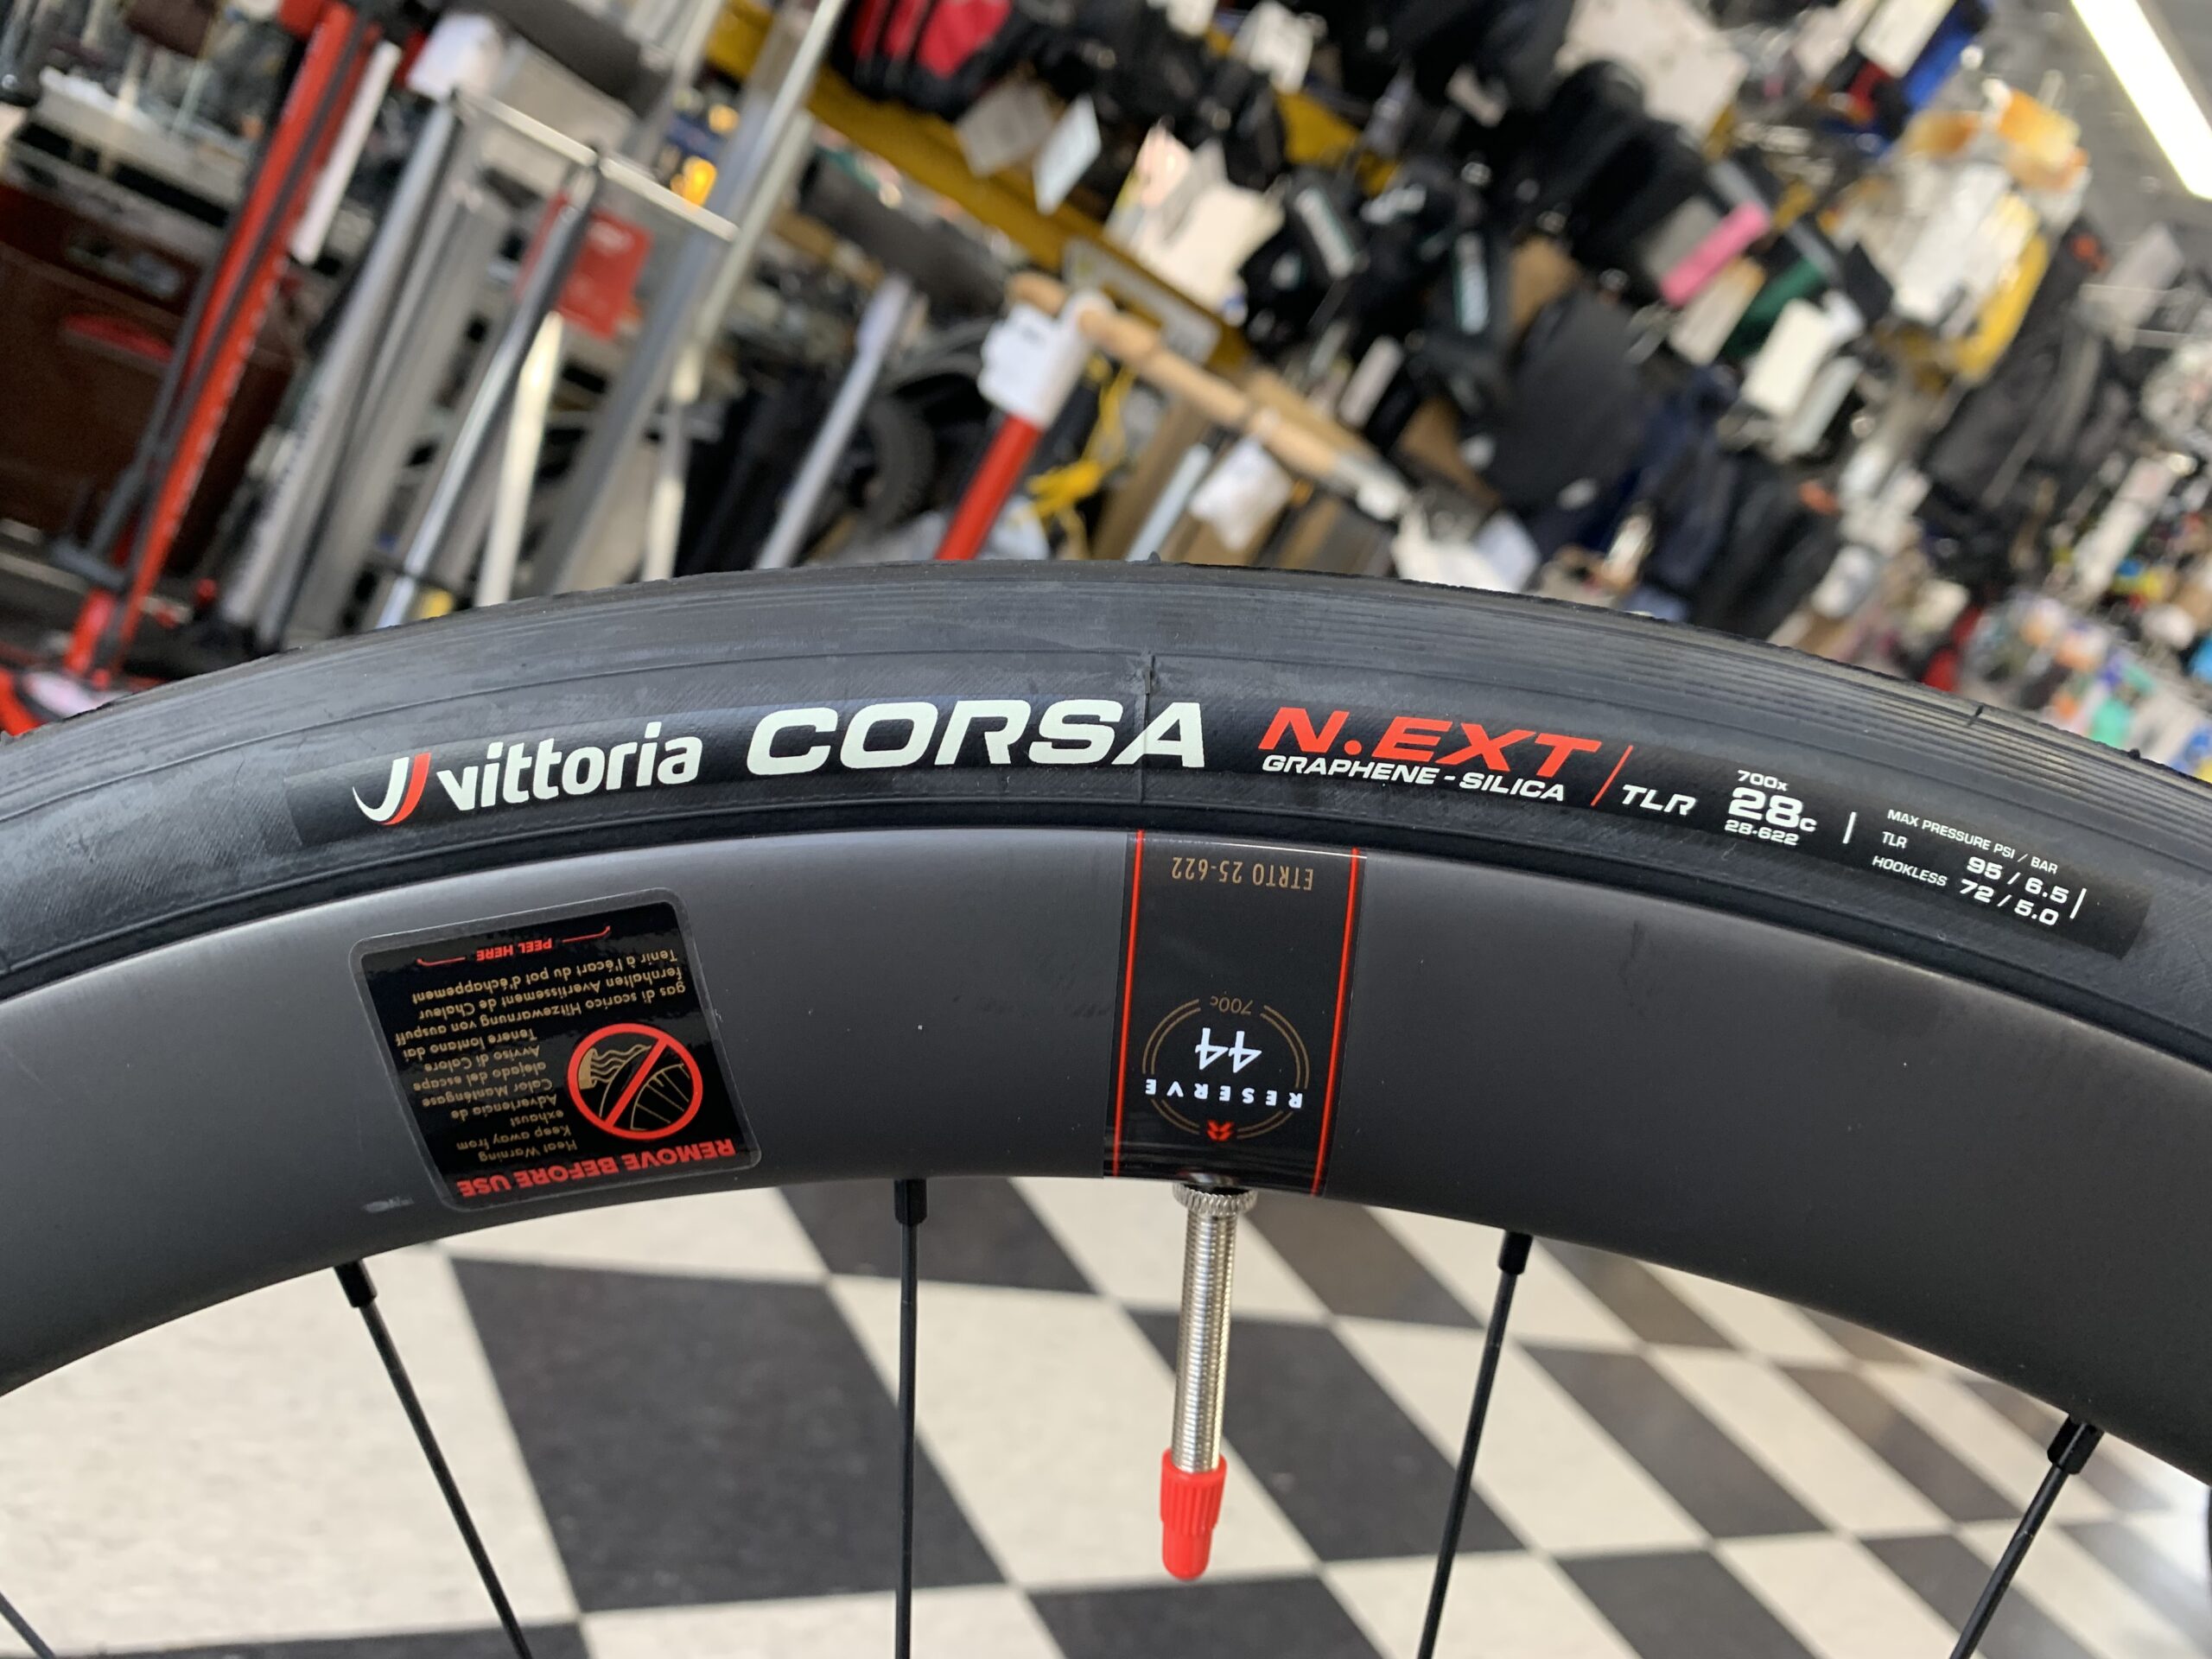 vittoria CORSA N.EXT
GRAPHENE - SILICA / TLR
700x
28c
28-622
MAX PRESSURE PSI / BAR
TLR 95 / 6.5
HOOKLESS 72 / 5.0
ETRTO 25-622
RESERVE
44
700c
REMOVE BEFORE USE
Heat Warning
Keep away from
exhaust
Advertencia de
Calor Manténgase
alejado del escape
Avviso di Calore
Tenere lontano dai
gas di scarico Hitzewarnung von auspuff
fernhalten Avertissement de Chaleur
Tenir à l'écart du pot d'échappement
PEEL HERE